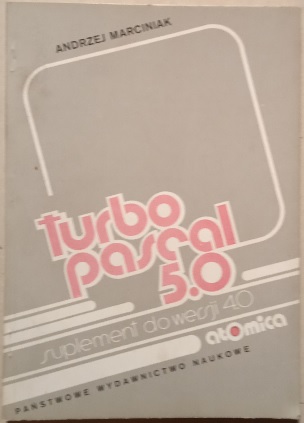 ANDRZEJ MARCINIAK
turbo
pascal
5.0
suplement do wersji 4.0
atomica
PAŃSTWOWE WYDAWNICTWO NAUKOWE